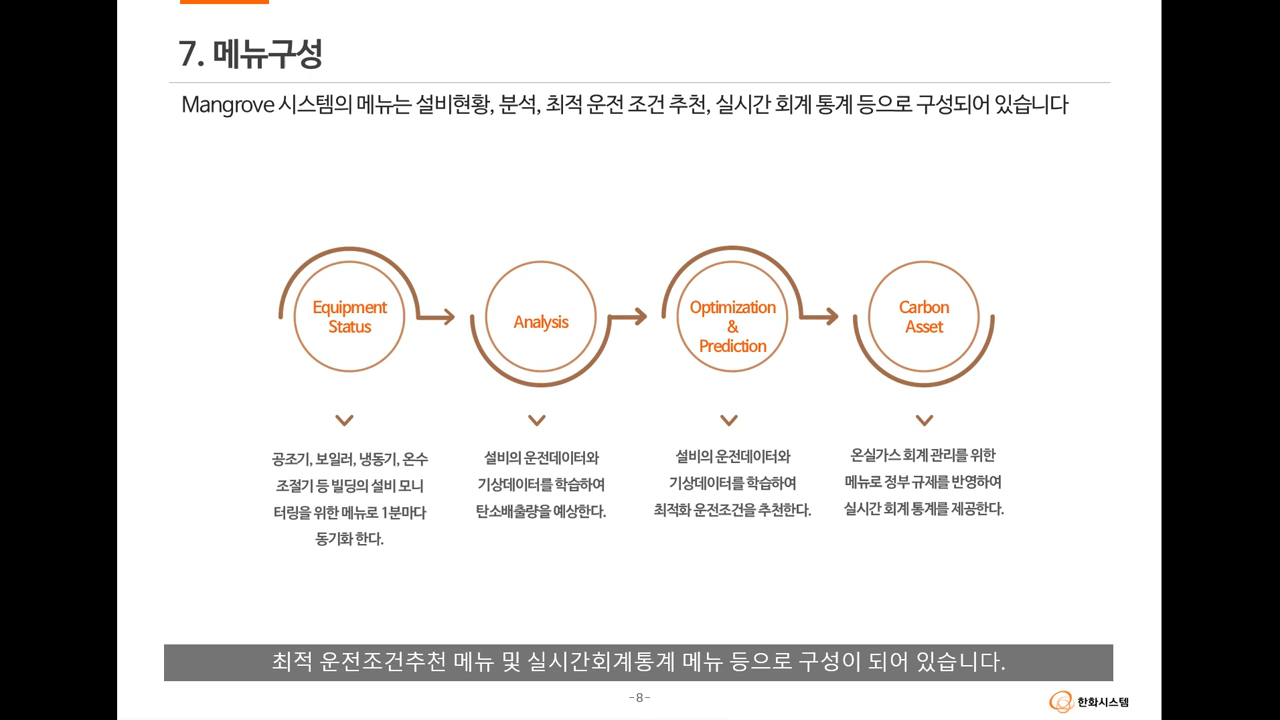 7. 메뉴구성
Mangrove 시스템의 메뉴는 설비현황, 분석, 최적 운전 조건 추천, 실시간 회계 통계 등으로 구성되어 있습니다
Equipment
Status
Analysis
Optimization
&
Prediction
Carbon
Asset
공조기, 보일러, 냉동기, 온수
조절기 등 빌딩의 설비 모니
터링을 위한 메뉴로 1분마다
동기화 한다.
설비의 운전데이터와
기상데이터를 학습하여
탄소배출량을 예상한다.
설비의 운전데이터와
기상데이터를 학습하여
최적화 운전조건을 추천한다.
온실가스 회계 관리를 위한
메뉴로 정부 규제를 반영하여
실시간 회계 통계를 제공한다.
최적 운전조건추천 메뉴 및 실시간회계통계 메뉴 등으로 구성이 되어 있습니다.
-8-
한화시스템